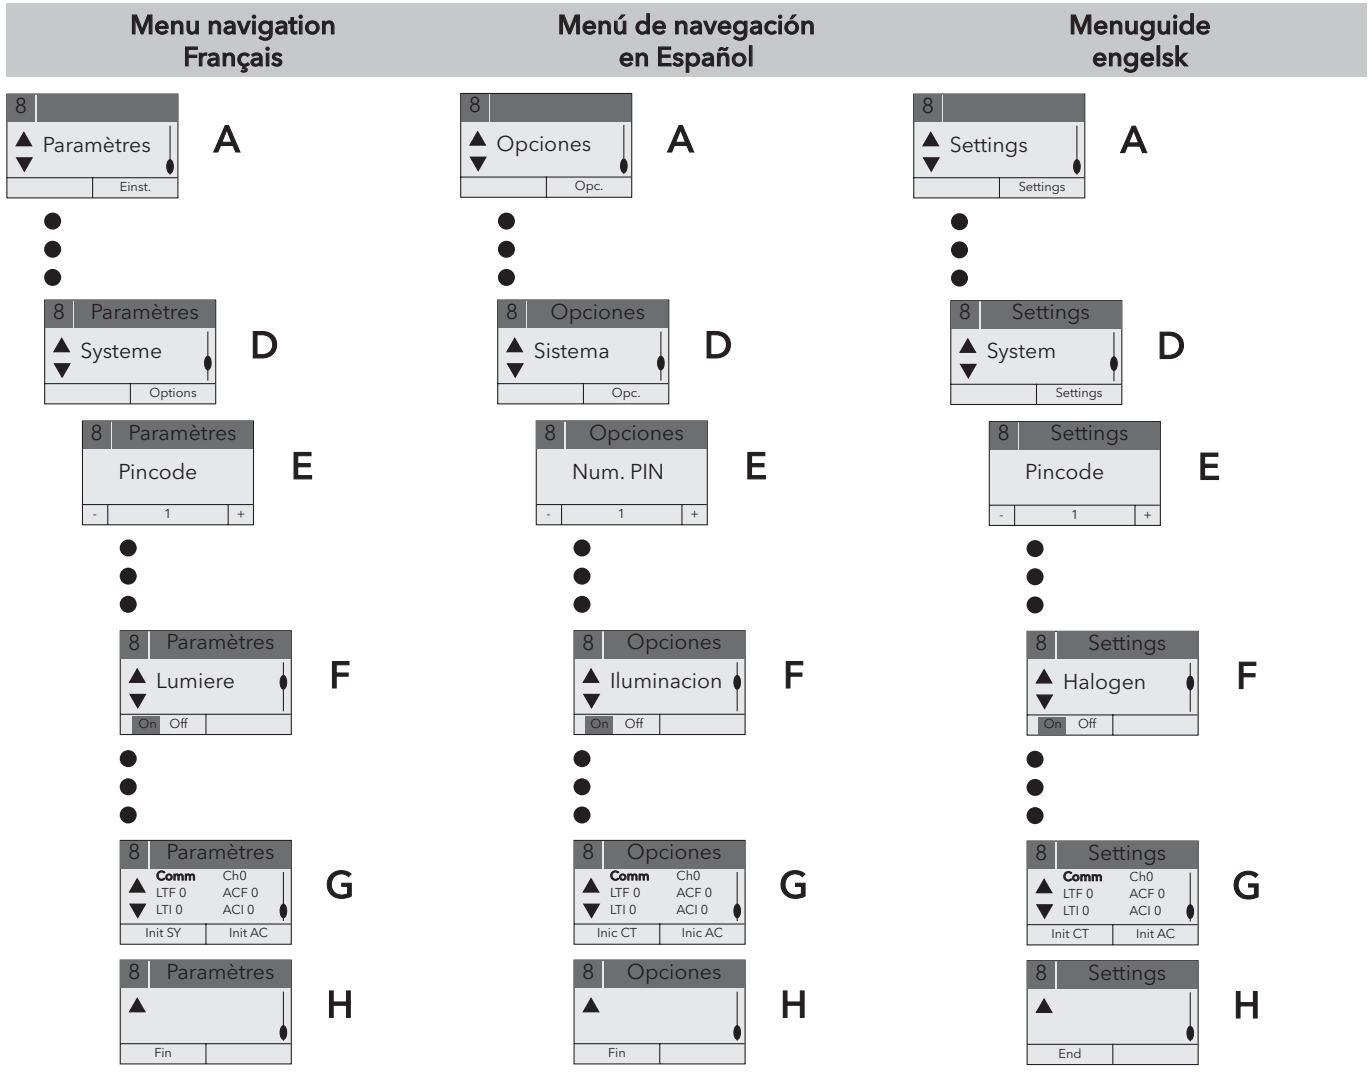 Menu navigation
Français
Menú de navegación
en Español
Menuguide
engelsk
8
Paramètres
Einst.
A
8
Opciones
Opc.
A
8
Settings
Settings
A
8 Paramètres
Systeme
Options
D
8 Opciones
Sistema
Opc.
D
8 Settings
System
Settings
D
8 Paramètres
Pincode
- 1 +
E
8 Opciones
Num. PIN
- 1 +
E
8 Settings
Pincode
- 1 +
E
8 Paramètres
Lumiere
On Off
F
8 Opciones
Iluminacion
On Off
F
8 Settings
Halogen
On Off
F
8 Paramètres
Comm Ch0
LTF 0 ACF 0
LTI 0 ACI 0
Init SY Init AC
G
8 Opciones
Comm Ch0
LTF 0 ACF 0
LTI 0 ACI 0
Inic CT Inic AC
G
8 Settings
Comm Ch0
LTF 0 ACF 0
LTI 0 ACI 0
Init CT Init AC
G
8 Paramètres
Fin
H
8 Opciones
Fin
H
8 Settings
End
H